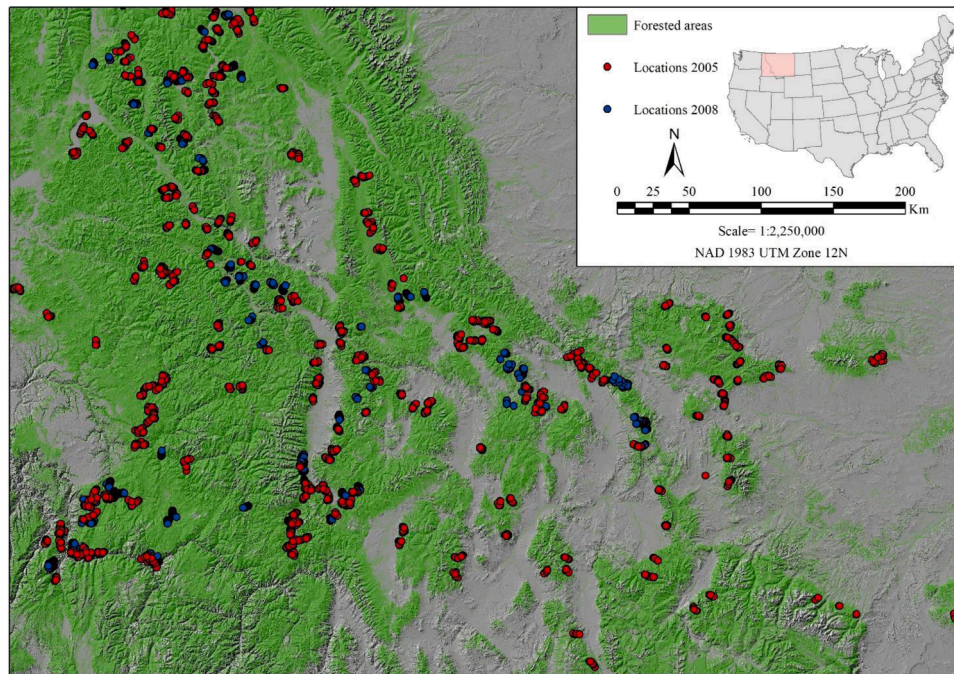 Forested areas
Locations 2005
Locations 2008
N
0 25 50 100 150 200
Km
Scale= 1:2,250,000
NAD 1983 UTM Zone 12N